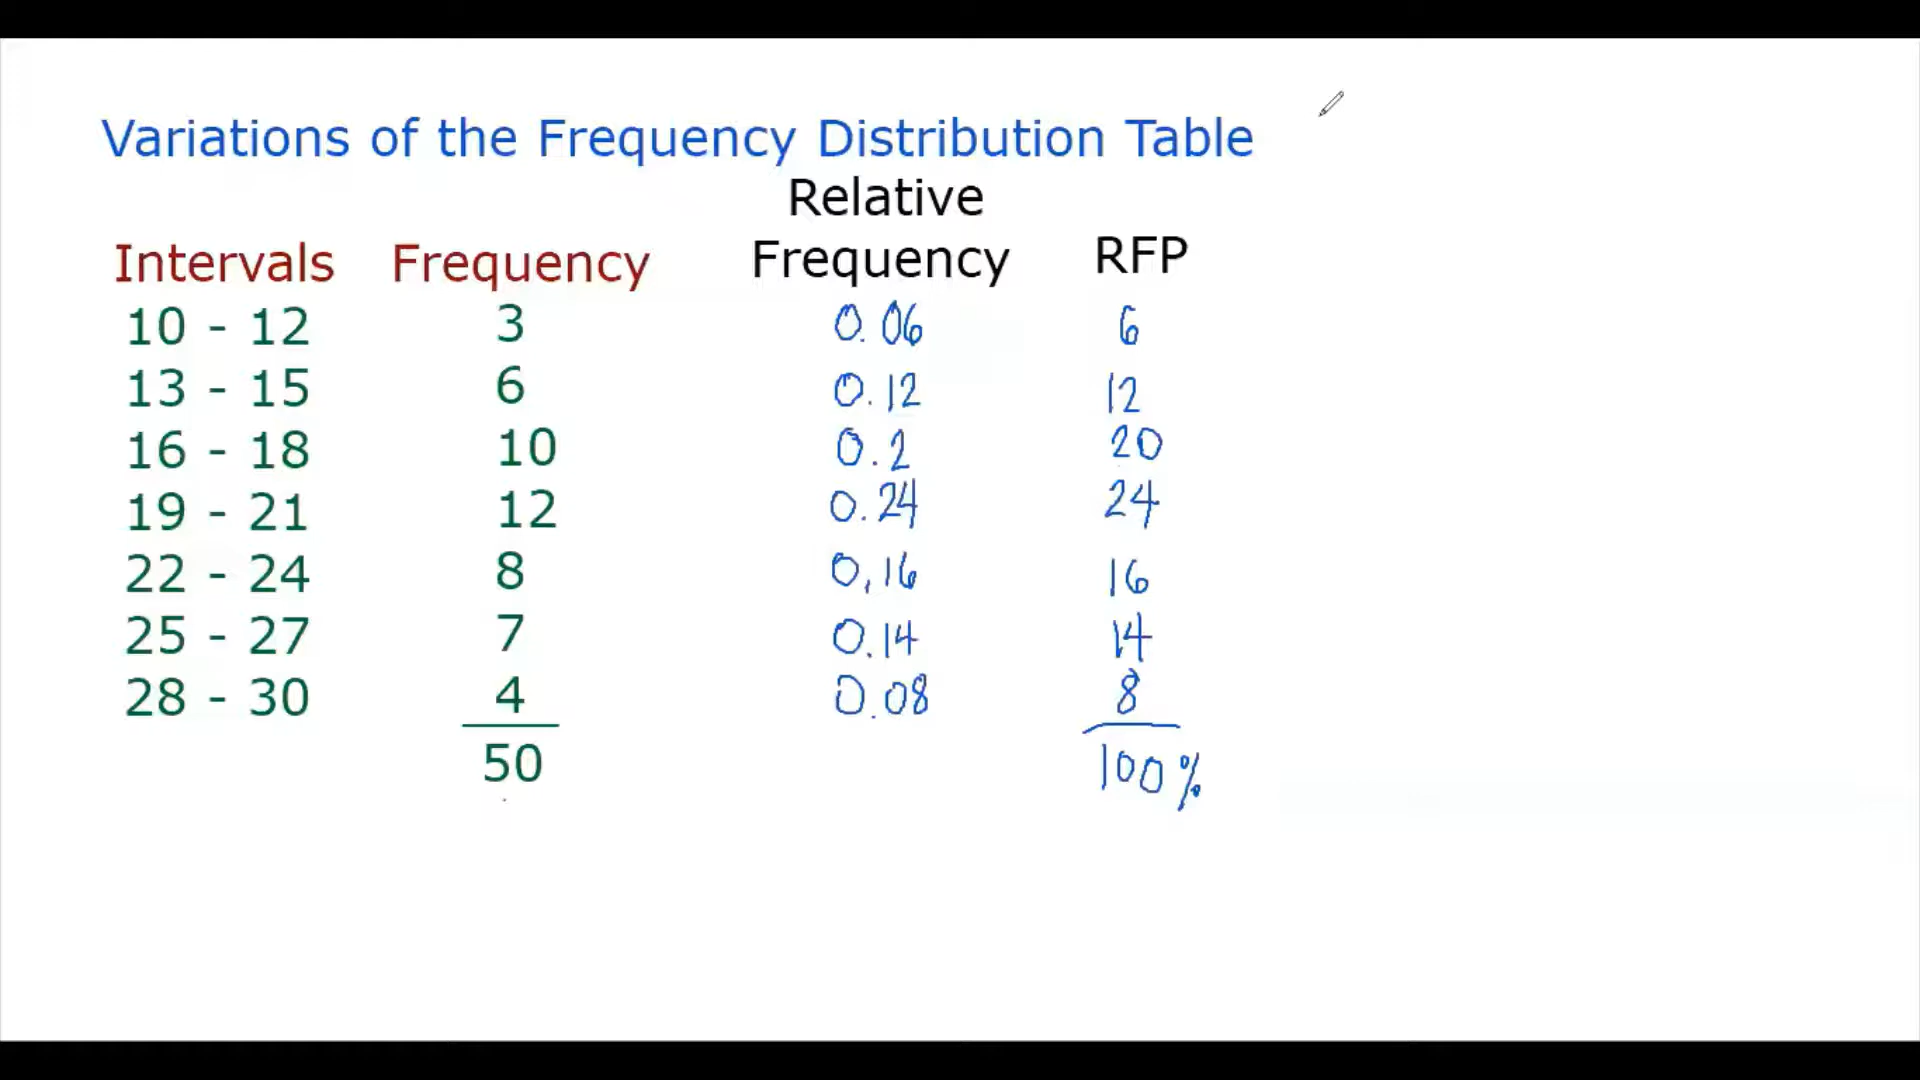 Variations of the Frequency Distribution Table
Relative
Intervals Frequency Frequency RFP
10 - 12 3 0.06 6
13 - 15 6 0.12 12
16 - 18 10 0.2 20
19 - 21 12 0.24 24
22 - 24 8 0,16 16
25 - 27 7 0.14 14
28 - 30 4 0.08 8
50 100%